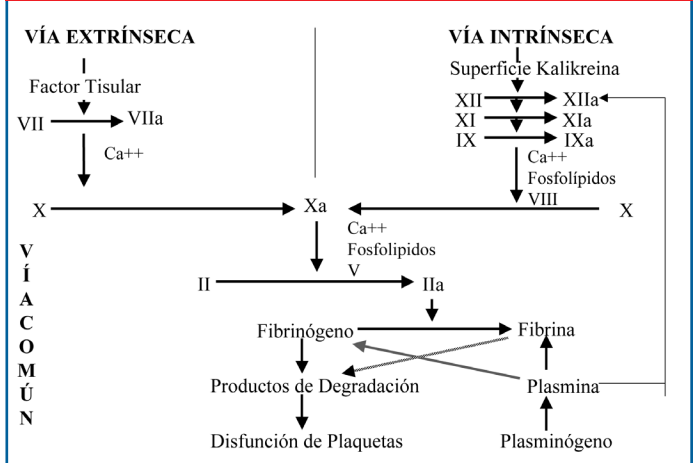 VÍA EXTRÍNSECA
VÍA INTRÍNSECA
Factor Tisular
Superficie Kalikreina
VII VIIa
XII XIIa
XI XIa
IX IXa
Ca++
Ca++
Fosfolípidos
VIII
X Xa X
Ca++
Fosfolipidos
V
II IIa
Fibrinógeno Fibrina
Productos de Degradación Plasmina
Disfunción de Plaquetas Plasminógeno
V
Í
A
C
O
M
Ú
N